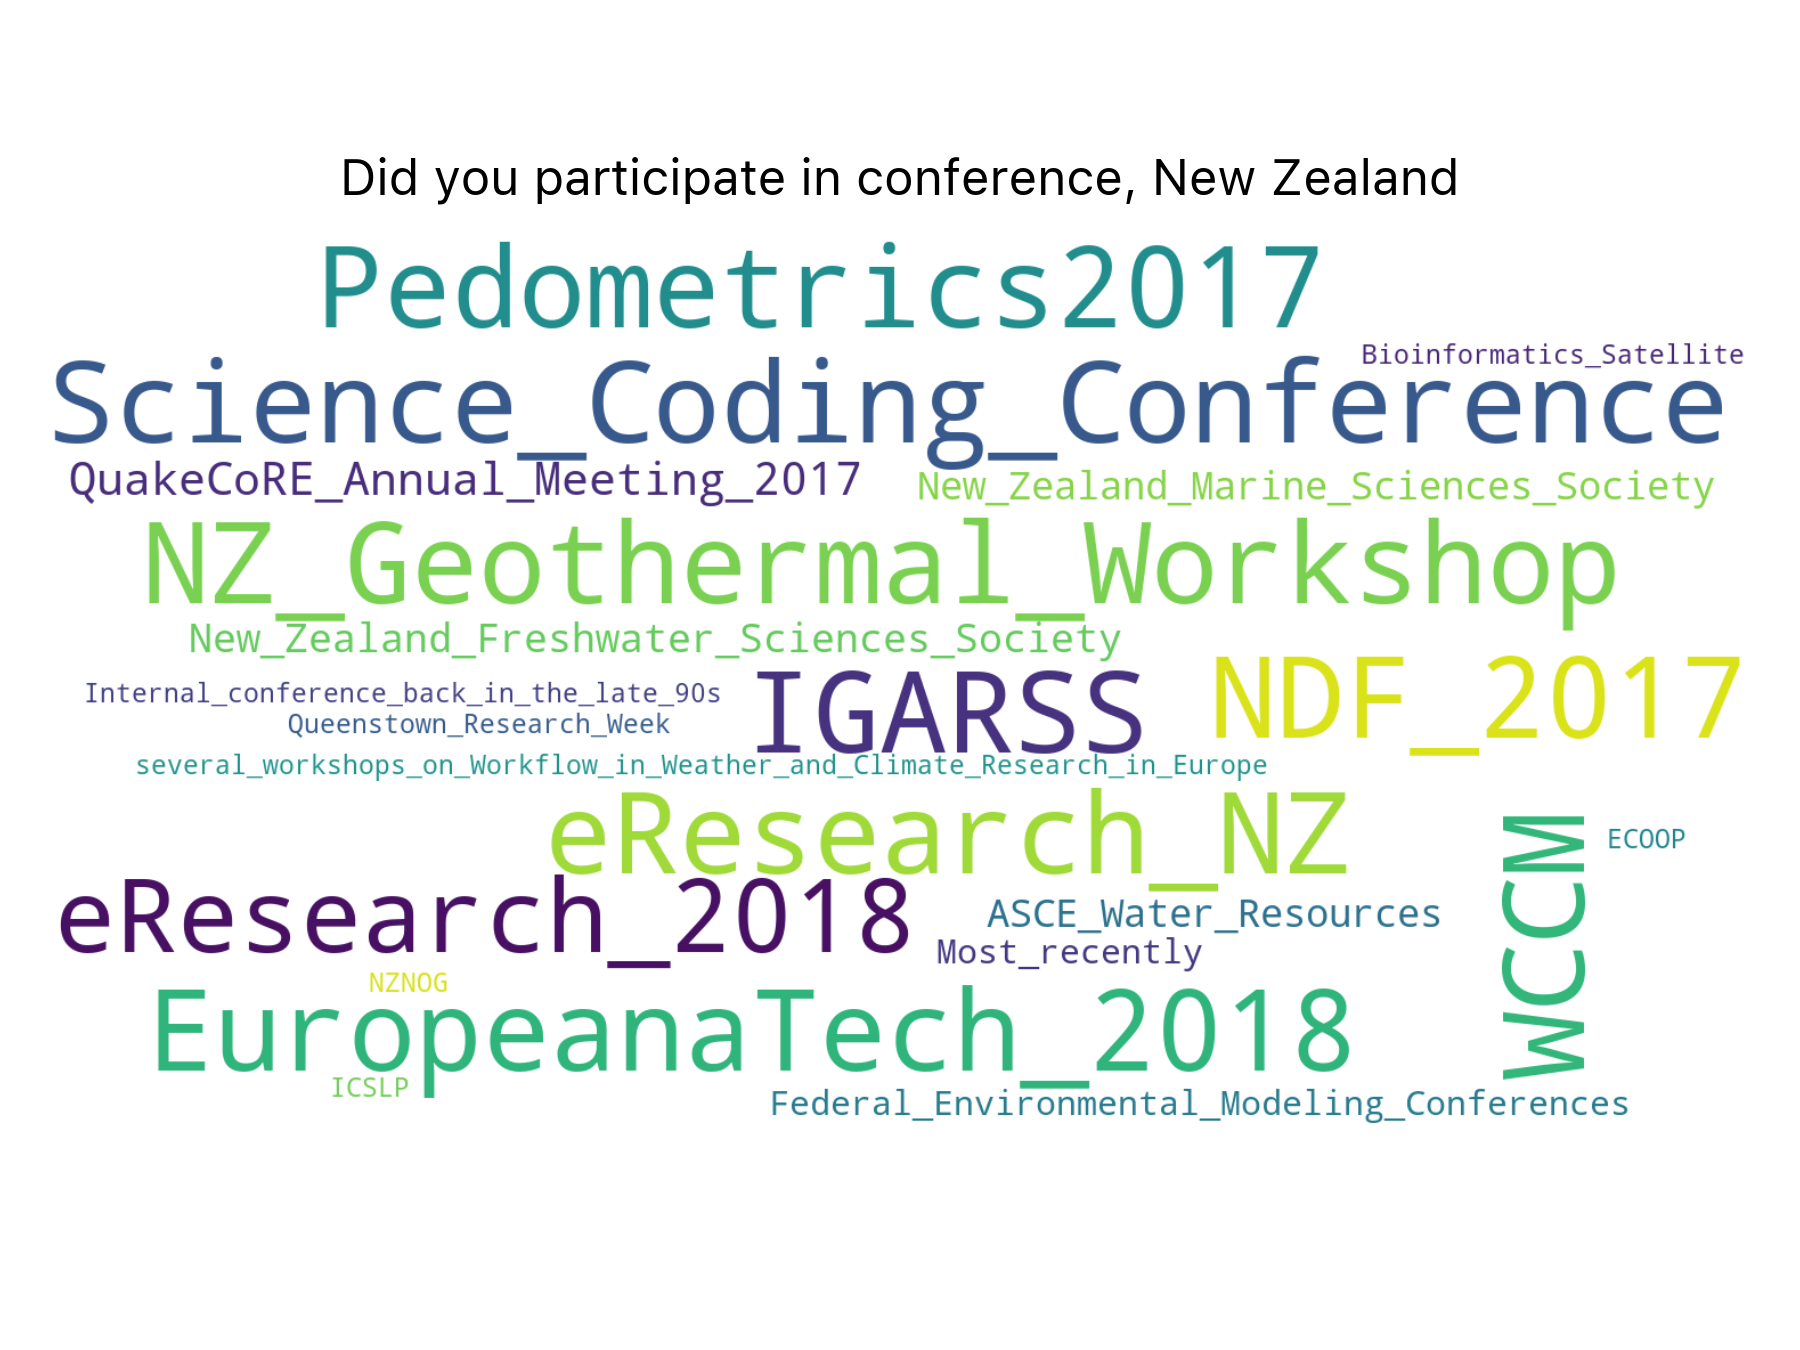 Did you participate in conference, New Zealand
Pedometrics2017
Bioinformatics_Satellite
Science_Coding_Conference
QuakeCoRE_Annual_Meeting_2017
New_Zealand_Marine_Sciences_Society
NZ_Geothermal_Workshop
New_Zealand_Freshwater_Sciences_Society
Internal_conference_back_in_the_late_90s
IGARSS
NDF_2017
Queenstown_Research_Week
several_workshops_on_Workflow_in_Weather_and_Climate_Research_in_Europe
eResearch_NZ
WCCM
ECOOP
eResearch_2018
ASCE_Water_Resources
Most_recently
NZNOG
EuropeanaTech_2018
ICSLP
Federal_Environmental_Modeling_Conferences